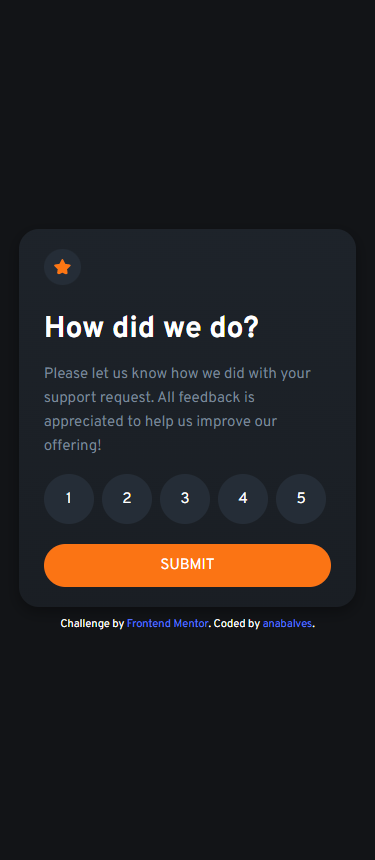 How did we do?
Please let us know how we did with your
support request. All feedback is
appreciated to help us improve our
offering!
1 2 3 4 5
SUBMIT
Challenge by Frontend Mentor. Coded by anabalves.